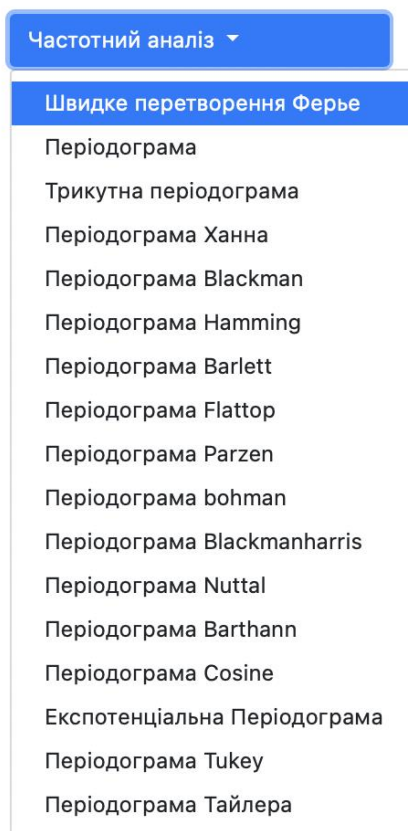 Частотний аналіз
Швидке перетворення Ферье
Періодограма
Трикутна періодограма
Періодограма Ханна
Періодограма Blackman
Періодограма Hamming
Періодограма Barlett
Періодограма Flattop
Періодограма Parzen
Періодограма bohman
Періодограма Blackmanharris
Періодограма Nuttal
Періодограма Barthann
Періодограма Cosine
Експотенціальна Періодограма
Періодограма Tukey
Періодограма Тайлера